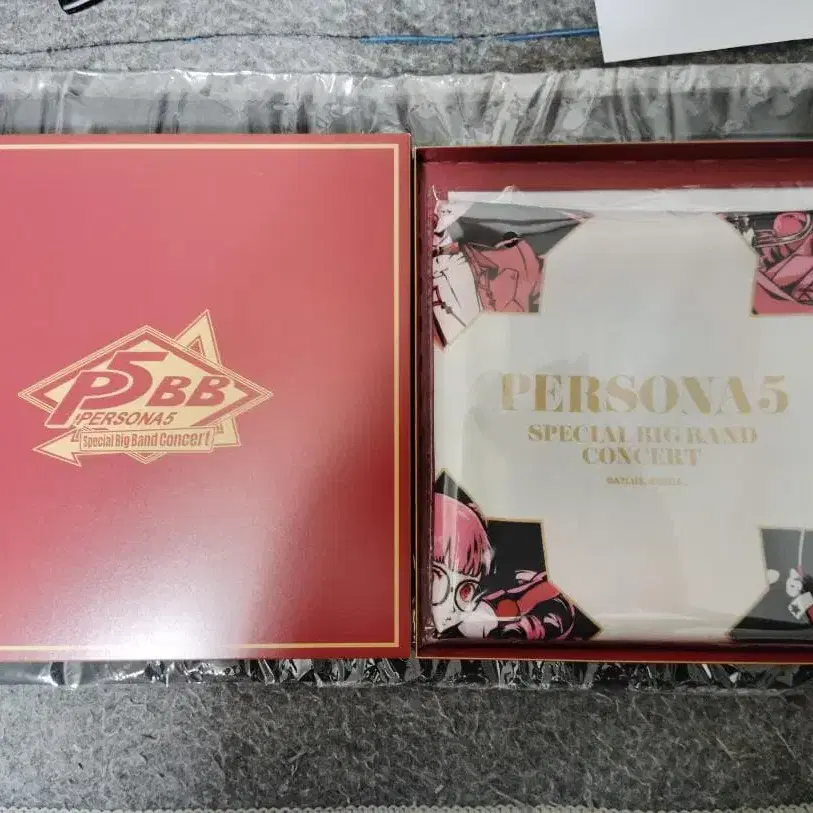 P5BB
PERSONA5
Special Big Band Concert
PERSONA5
SPECIAL BIG BAND
CONCERT